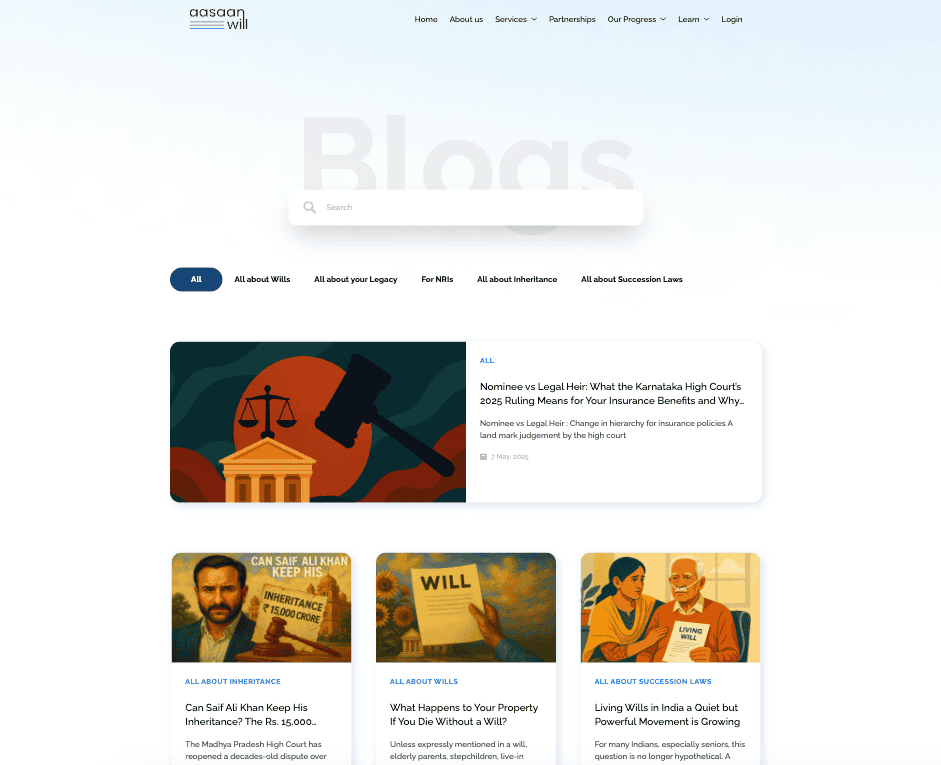 aasaan
will
Home About us Services Partnerships Our Progress Learn Login
Blogs
Search
All All about Wills All about your Legacy For NRIs All about Inheritance All about Succession Laws
ALL
Nominee vs Legal Heir: What the Karnataka High Court's
2025 Ruling Means for Your Insurance Benefits and Why...
Nominee vs Legal Heir : Change in hierarchy for insurance policies A
land mark judgement by the high court
7 May, 2025
CAN SAIF ALI KHAN
KEEP HIS
INHERITANCE
₹ 15,000 CRORE
ALL ABOUT INHERITANCE
Can Saif Ali Khan Keep His
Inheritance? The Rs. 15,000...
The Madhya Pradesh High Court has
reopened a decades-old dispute over
WILL
ALL ABOUT WILLS
What Happens to Your Property
If You Die Without a Will?
Unless expressly mentioned in a will,
elderly parents, stepchildren, live-in
LIVING
WILL
ALL ABOUT SUCCESSION LAWS
Living Wills in India a Quiet but
Powerful Movement is Growing
For many Indians, especially seniors, this
question is no longer hypothetical. A